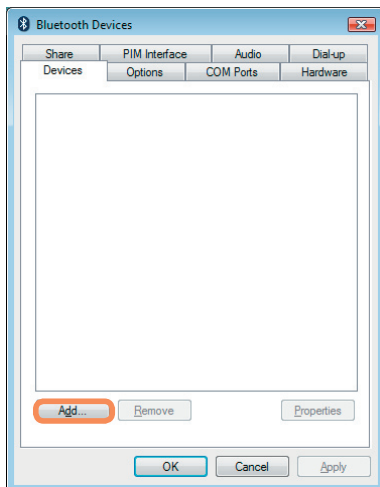 Bluetooth Devices
Share PIM Interface Audio Dial-up
Devices Options COM Ports Hardware
Add... Remove Properties
OK Cancel Apply